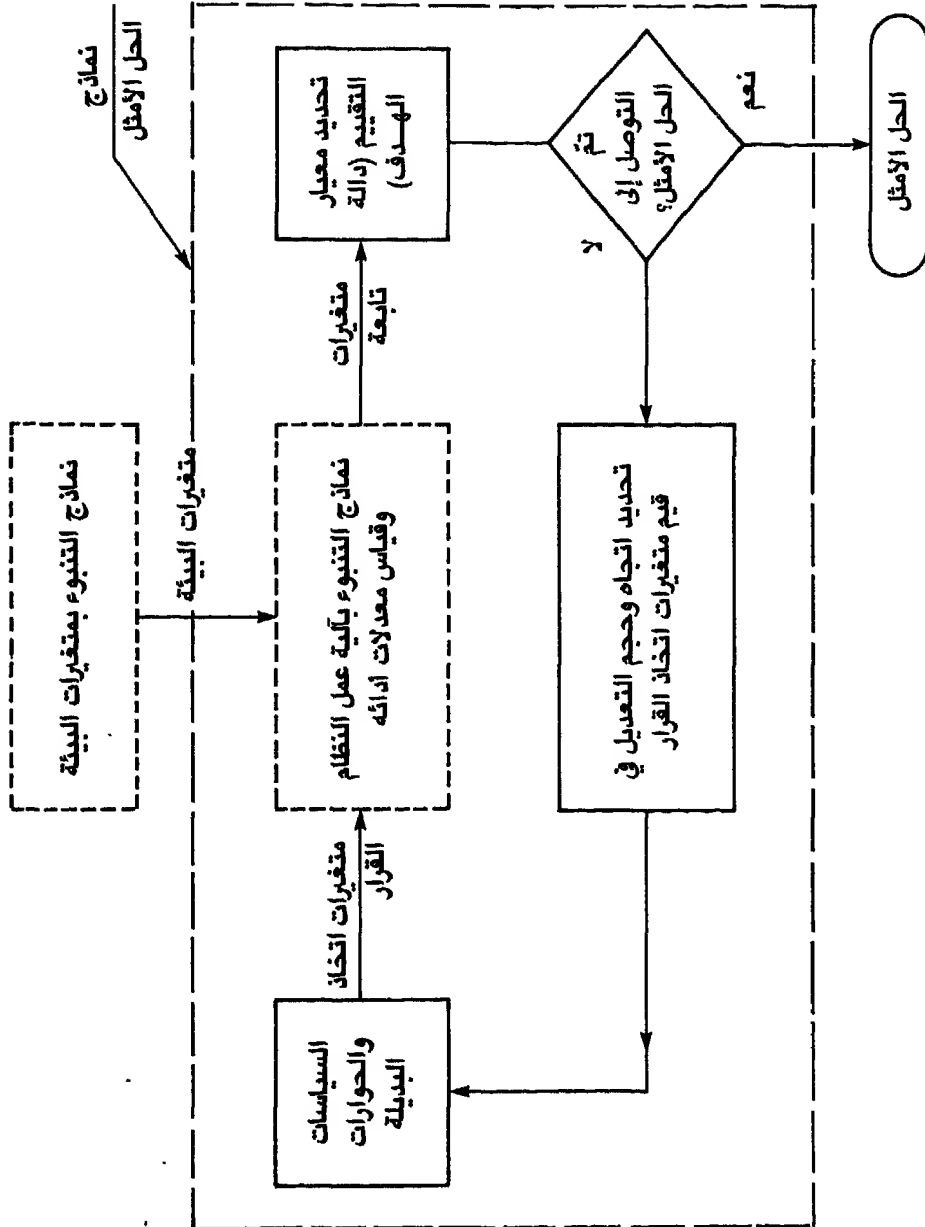 نماذج
الحل الأمثل
نماذج التنبوء بمتغيرات البيئة
متغيرات البيئة
السياسات
والحوارات
البديلة
متغيرات اتخاذ
القرار
نماذج التنبوء بآلية عمل النظام
وقياس معدلات ادائه
متغيرات
تابعة
تحديد معيار
التقييم (دالة
الهدف)
تمّ
التوصل إلى
الحل الأمثل؟
لا
نعم
تحديد اتجاه وحجم التعديل في
قيم متغيرات اتخاذ القرار
الحل الأمثل